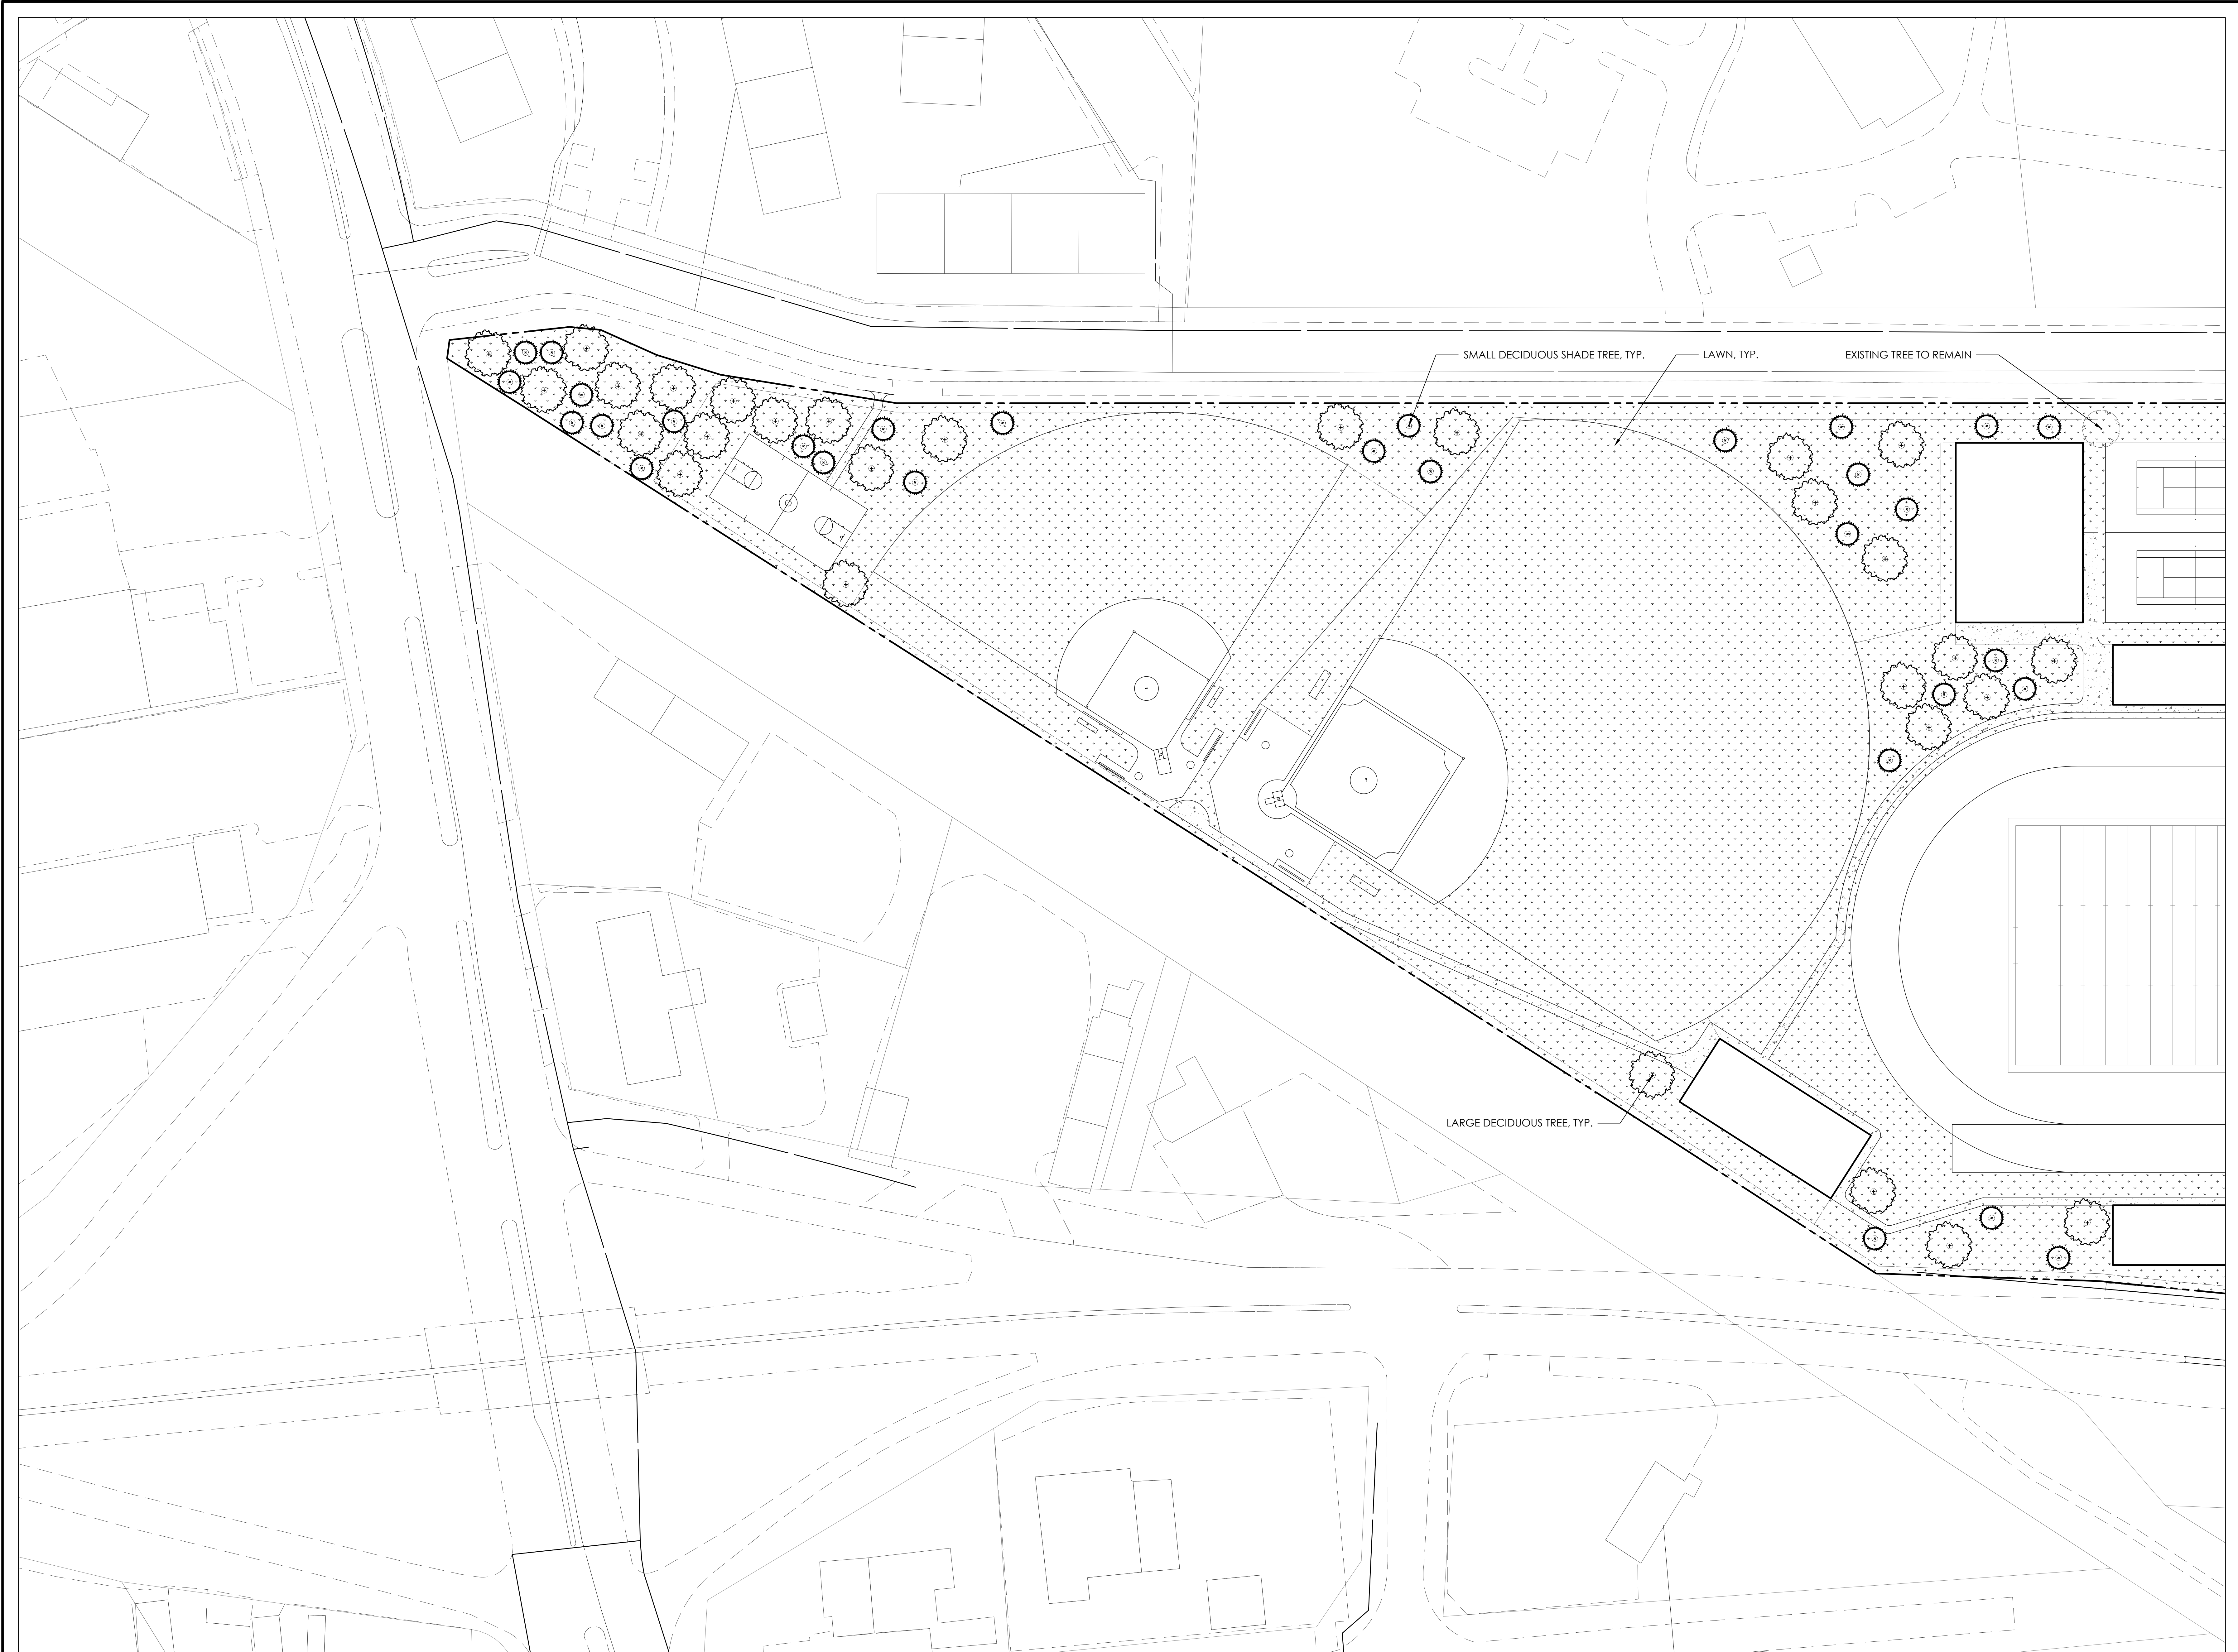 SMALL DECIDUOUS SHADE TREE, TYP.
LAWN, TYP.
EXISTING TREE TO REMAIN
LARGE DECIDUOUS TREE, TYP.